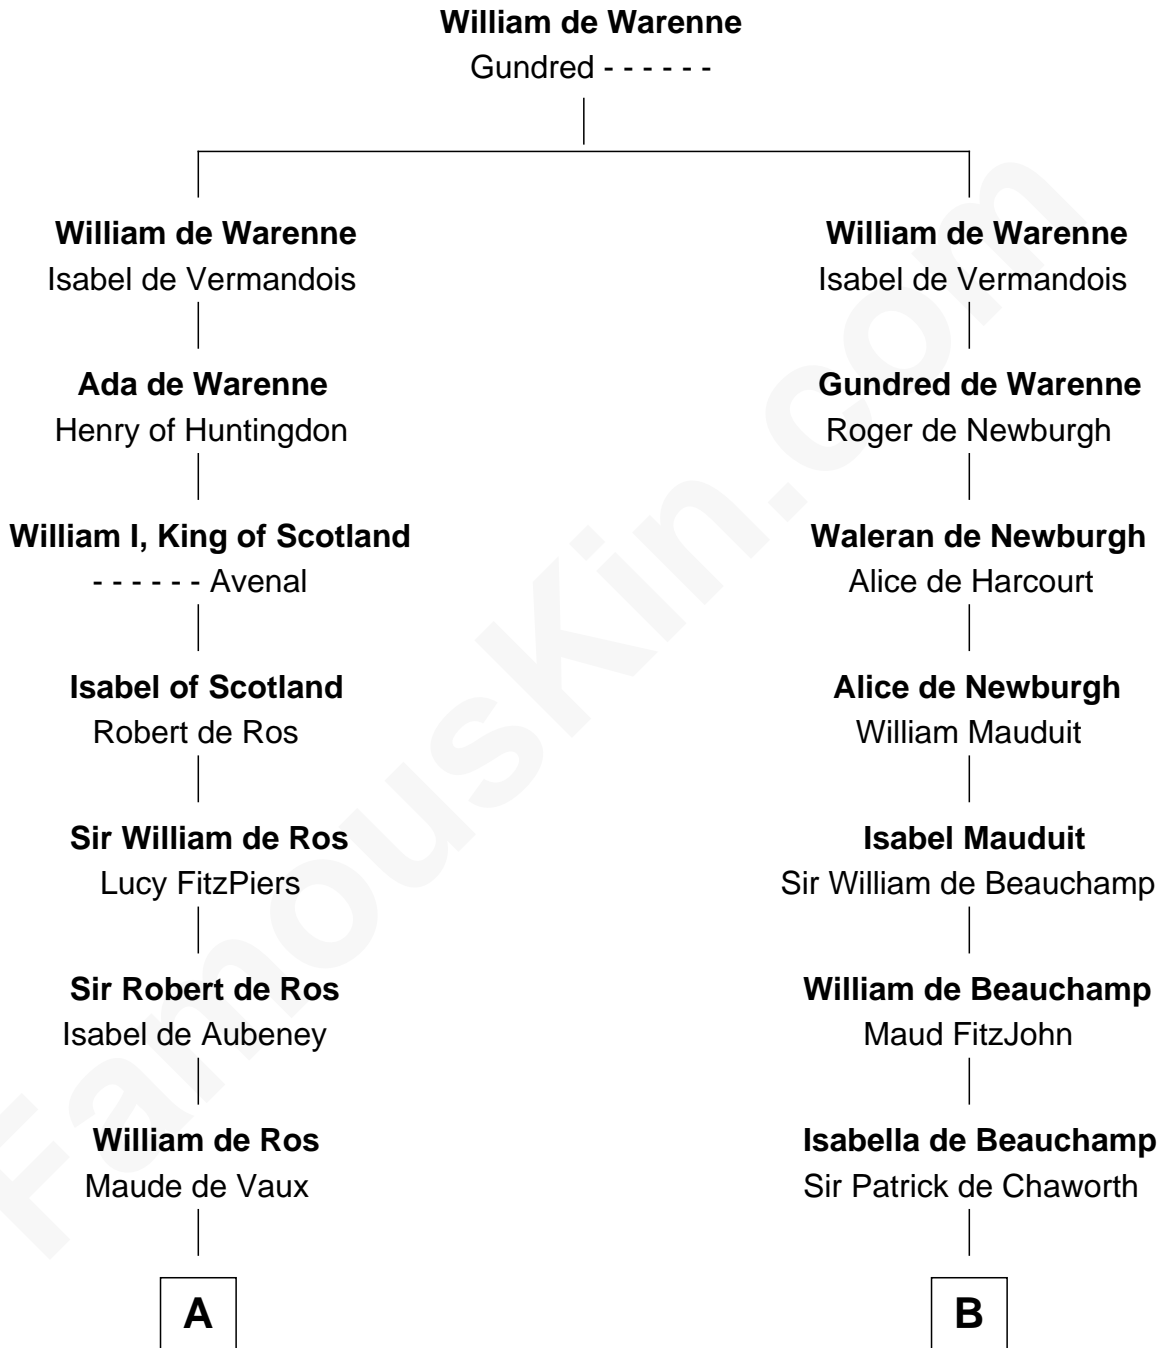 William de Warenne
Gundred - - - - - -
William de Warenne
Isabel de Vermandois
Ada de Warenne
Henry of Huntingdon
William I, King of Scotland
- - - - - - Avenal
Isabel of Scotland
Robert de Ros
Sir William de Ros
Lucy FitzPiers
Sir Robert de Ros
Isabel de Aubeney
William de Ros
Maude de Vaux
A
William de Warenne
Isabel de Vermandois
Gundred de Warenne
Roger de Newburgh
Waleran de Newburgh
Alice de Harcourt
Alice de Newburgh
William Mauduit
Isabel Mauduit
Sir William de Beauchamp
William de Beauchamp
Maud FitzJohn
Isabella de Beauchamp
Sir Patrick de Chaworth
B
FamousKin.com